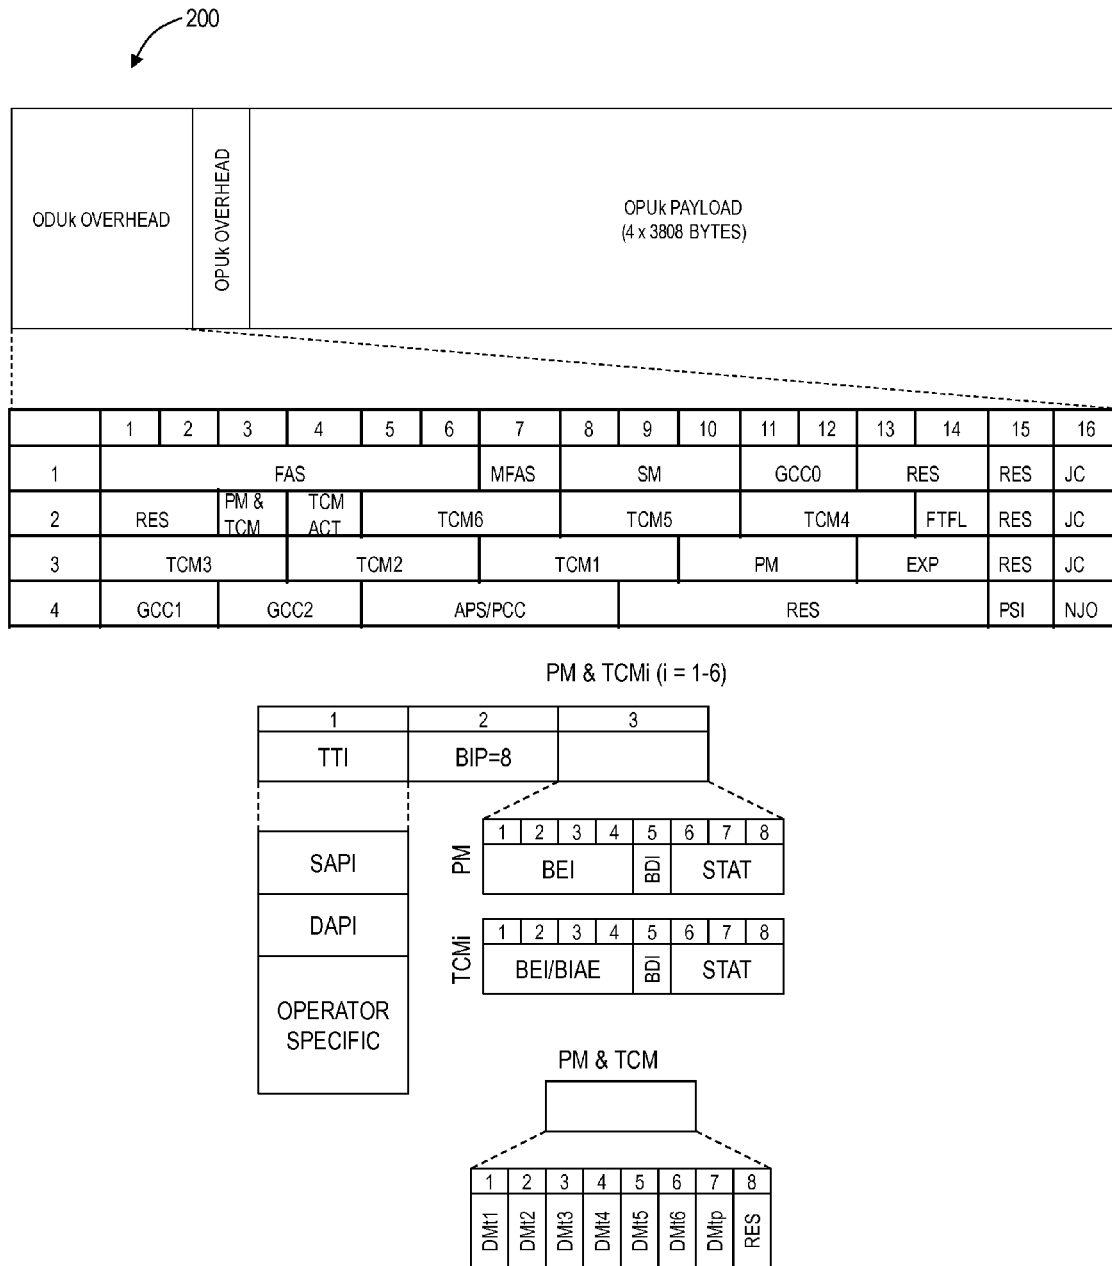 200
ODUk OVERHEAD
OPUk OVERHEAD
OPUk PAYLOAD
(4 x 3808 BYTES)
1 2 3 4 5 6 7 8 9 10 11 12 13 14 15 16
1 FAS MFAS SM GCC0 RES RES JC
2 RES PM & TCM TCM ACT TCM6 TCM5 TCM4 FTFL RES JC
3 TCM3 TCM2 TCM1 PM EXP RES JC
4 GCC1 GCC2 APS/PCC RES PSI NJO
PM & TCMi (i = 1-6)
1 2 3
TTI BIP=8
SAPI
DAPI
OPERATOR
SPECIFIC
PM
1 2 3 4 5 6 7 8
BEI BDI STAT
TCMi
1 2 3 4 5 6 7 8
BEI/BIAE BDI STAT
PM & TCM
1 2 3 4 5 6 7 8
DMt1 DMt2 DMt3 DMt4 DMt5 DMt6 DMtp RES